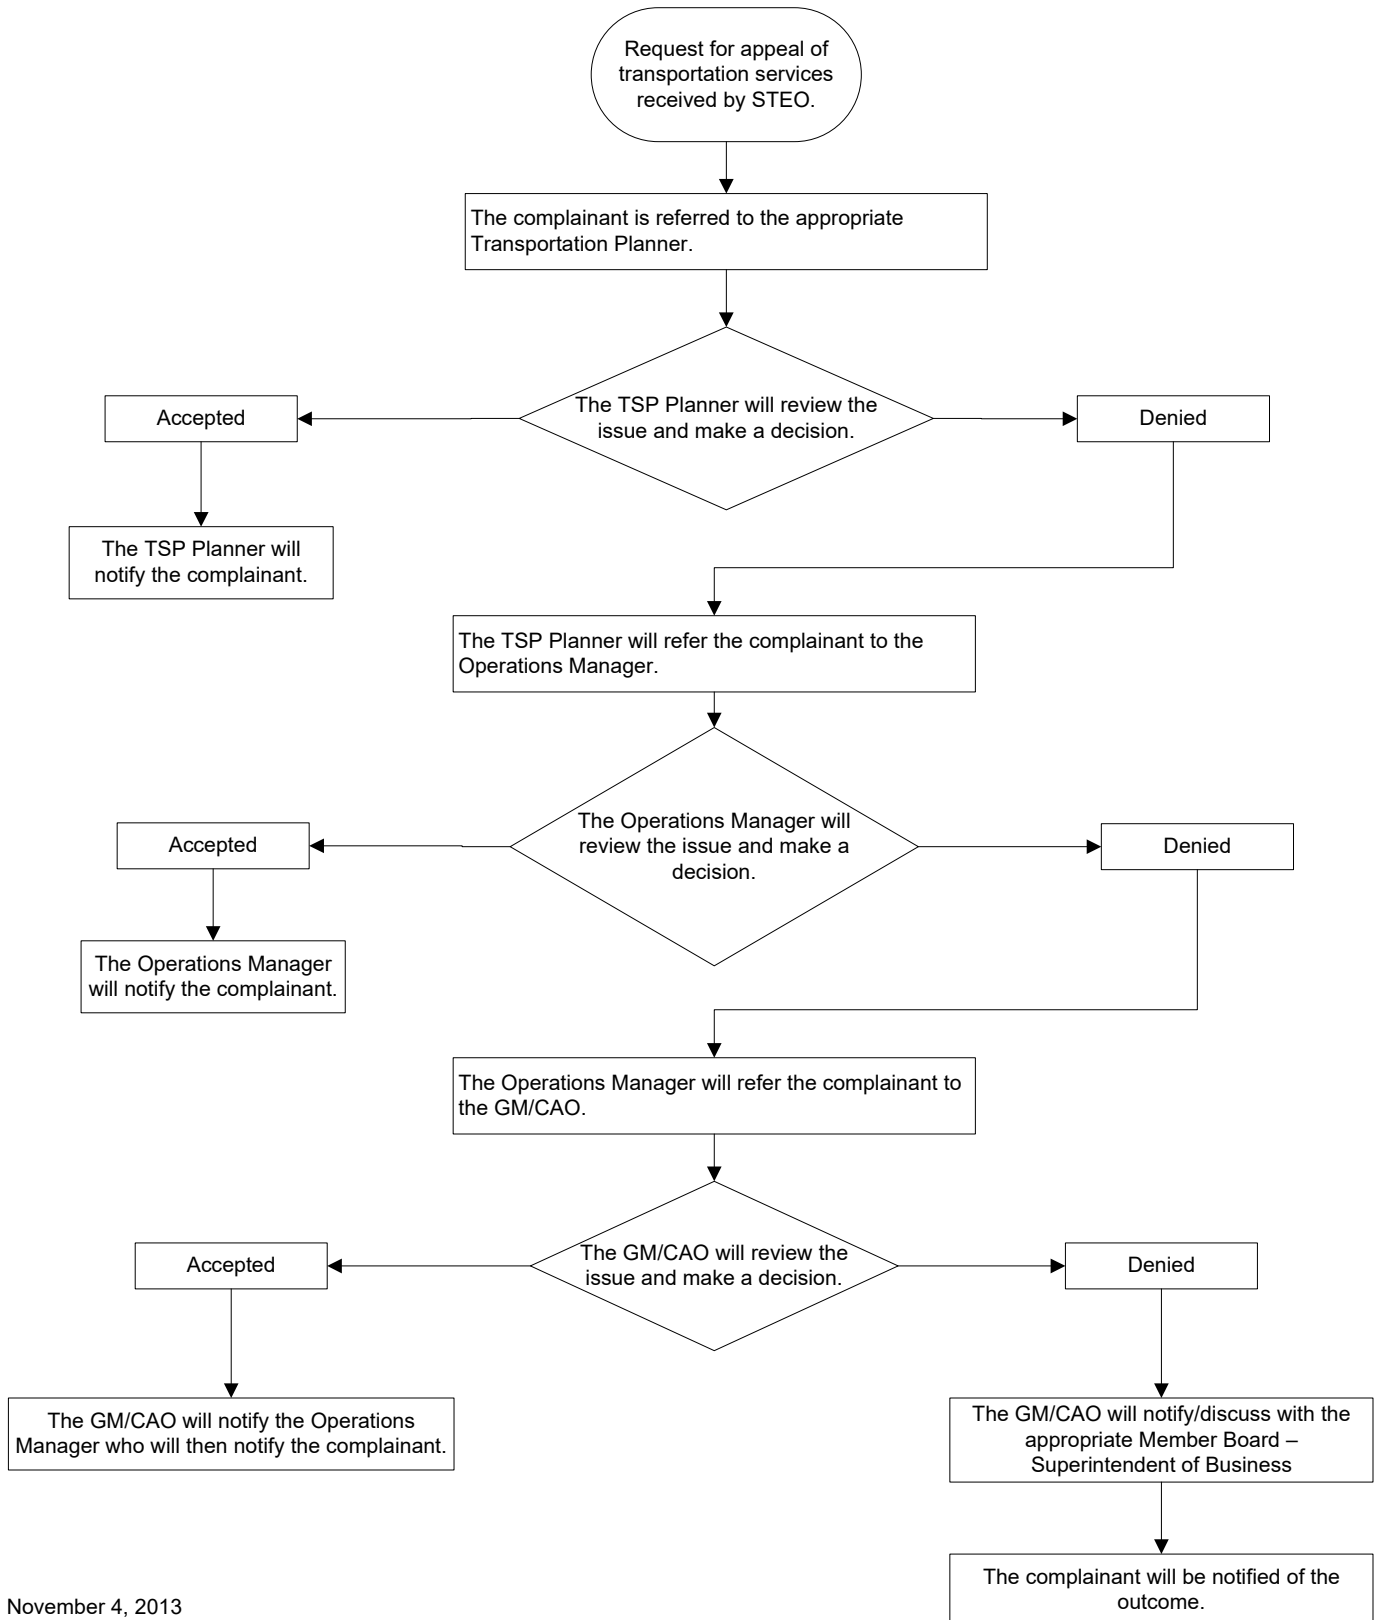 Request for appeal of
transportation services
received by STEO.
The complainant is referred to the appropriate
Transportation Planner.
The TSP Planner will review the
issue and make a decision.
Accepted
Denied
The TSP Planner will
notify the complainant.
The TSP Planner will refer the complainant to the
Operations Manager.
The Operations Manager will
review the issue and make a
decision.
Accepted
Denied
The Operations Manager
will notify the complainant.
The Operations Manager will refer the complainant to
the GM/CAO.
The GM/CAO will review the
issue and make a decision.
Accepted
Denied
The GM/CAO will notify the Operations
Manager who will then notify the complainant.
The GM/CAO will notify/discuss with the
appropriate Member Board –
Superintendent of Business
The complainant will be notified of the
outcome.
November 4, 2013